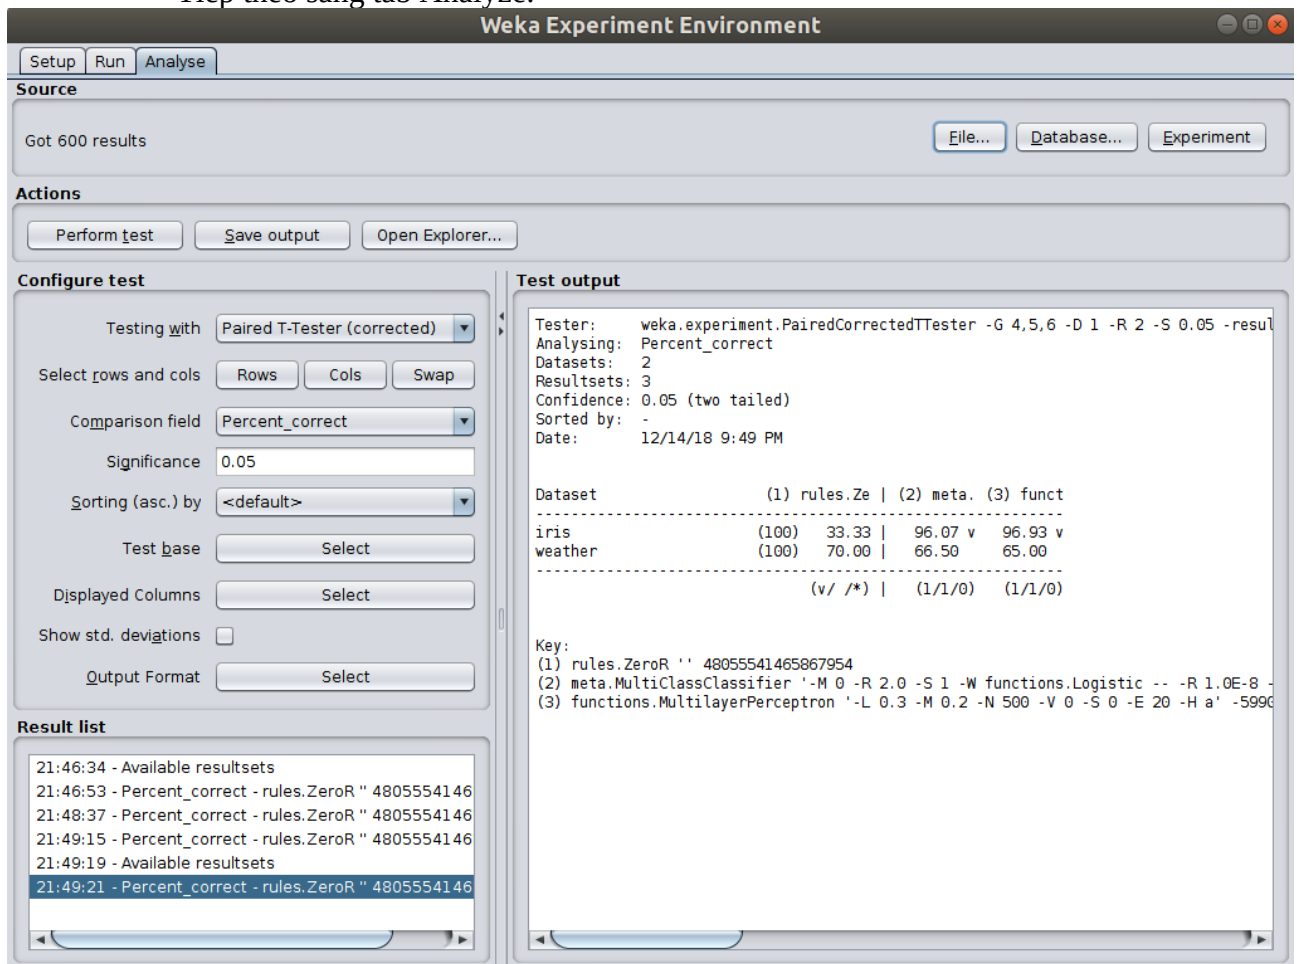 Tiếp theo sang tab Analyze.
Weka Experiment Environment
Setup Run Analyse
Source
Got 600 results
File... Database... Experiment
Actions
Perform test Save output Open Explorer...
Configure test
Testing with Paired T-Tester (corrected)
Select rows and cols Rows Cols Swap
Comparison field Percent_correct
Significance 0.05
Sorting (asc.) by <default>
Test base Select
Displayed Columns Select
Show std. deviations
Output Format Select
Result list
21:46:34 - Available resultsets
21:46:53 - Percent_correct - rules.ZeroR '' 4805554146
21:48:37 - Percent_correct - rules.ZeroR '' 4805554146
21:49:15 - Percent_correct - rules.ZeroR '' 4805554146
21:49:19 - Available resultsets
21:49:21 - Percent_correct - rules.ZeroR '' 4805554146
Test output
Tester: weka.experiment.PairedCorrectedTTester -G 4,5,6 -D 1 -R 2 -S 0.05 -resul
Analysing: Percent_correct
Datasets: 2
Resultsets: 3
Confidence: 0.05 (two tailed)
Sorted by: -
Date: 12/14/18 9:49 PM
Dataset (1) rules.Ze | (2) meta. (3) funct
iris (100) 33.33 | 96.07 v 96.93 v
weather (100) 70.00 | 66.50 65.00
(v/ /*) | (1/1/0) (1/1/0)
Key:
(1) rules.ZeroR '' 48055541465867954
(2) meta.MultiClassClassifier '-M 0 -R 2.0 -S 1 -W functions.Logistic -- -R 1.0E-8 -
(3) functions.MultilayerPerceptron '-L 0.3 -M 0.2 -N 500 -V 0 -S 0 -E 20 -H a' -5990